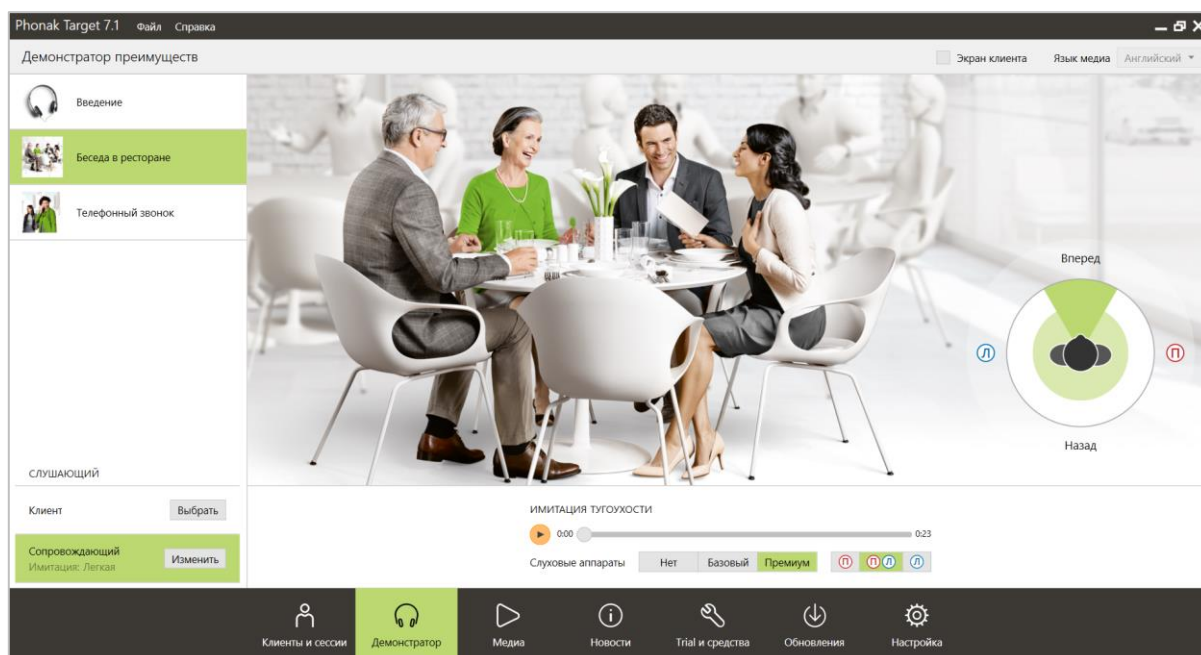 Phonak Target 7.1 Файл Справка
Демонстратор преимуществ
Экран клиента Язык медиа Английский
Введение
Беседа в ресторане
Телефонный звонок
Вперед
Л П
Назад
СЛУШАЮЩИЙ
Клиент Выбрать
Сопровождающий Изменить
Имитация: Легкая
ИМИТАЦИЯ ТУГОУХОСТИ
0:00 0:23
Слуховые аппараты Нет Базовый Премиум П П Л Л
Клиенты и сессии Демонстратор Медиа Новости Trial и средства Обновления Настройка